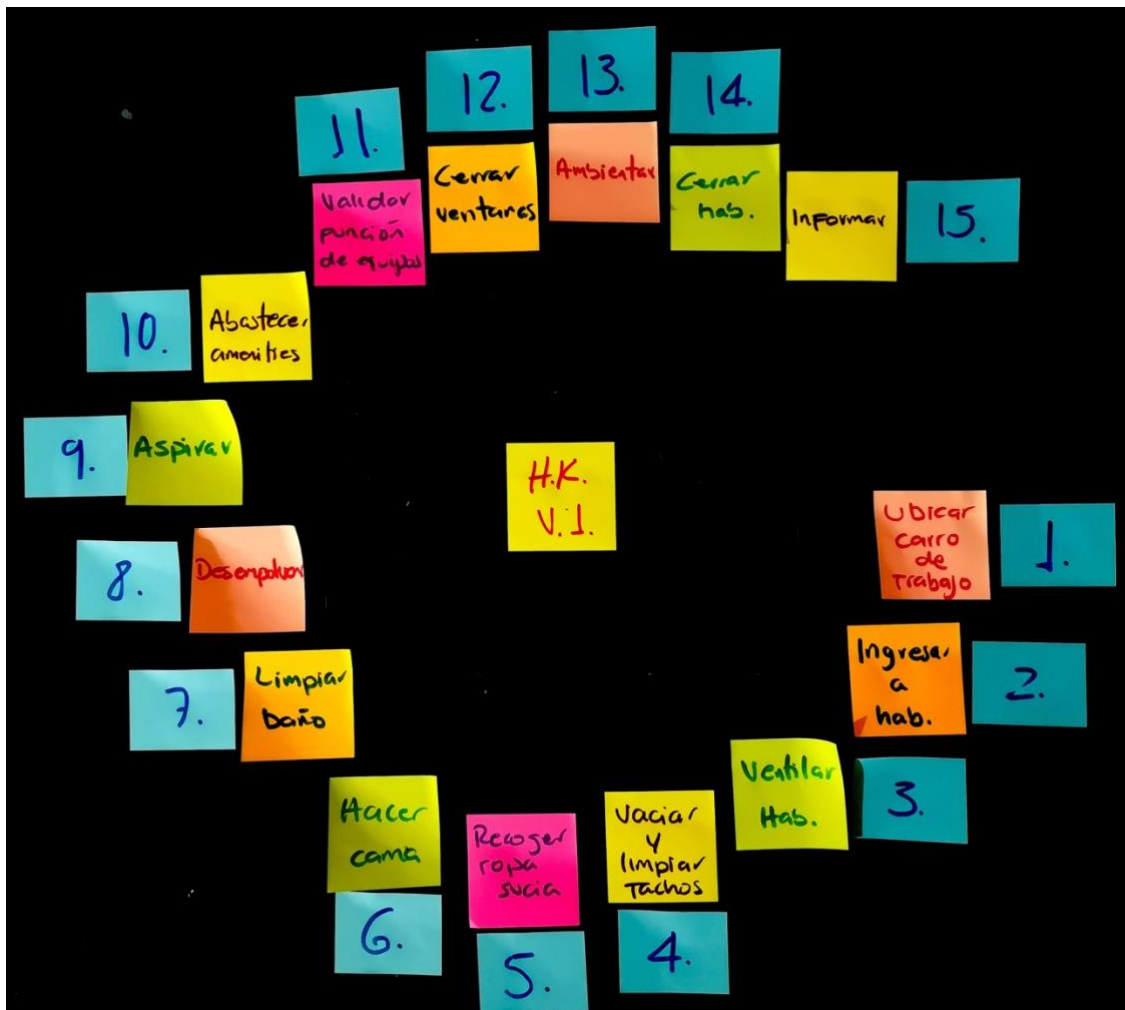 11.
12.
13.
14.
15.
Validar
función
de equipos
Cerrar
ventanas
Ambientar
Cerrar
hab.
Informar
10.
Abastecer
amenities
9.
Aspirar
8.
Desempolvar
7.
Limpiar
baño
H.K.
V.1.
Ubicar
carro
de
Trabajo
1.
Ingresar
a
hab.
2.
Ventilar
Hab.
3.
Hacer
cama
6.
Recoger
ropa
sucia
5.
Vaciar
y
limpiar
Tachos
4.